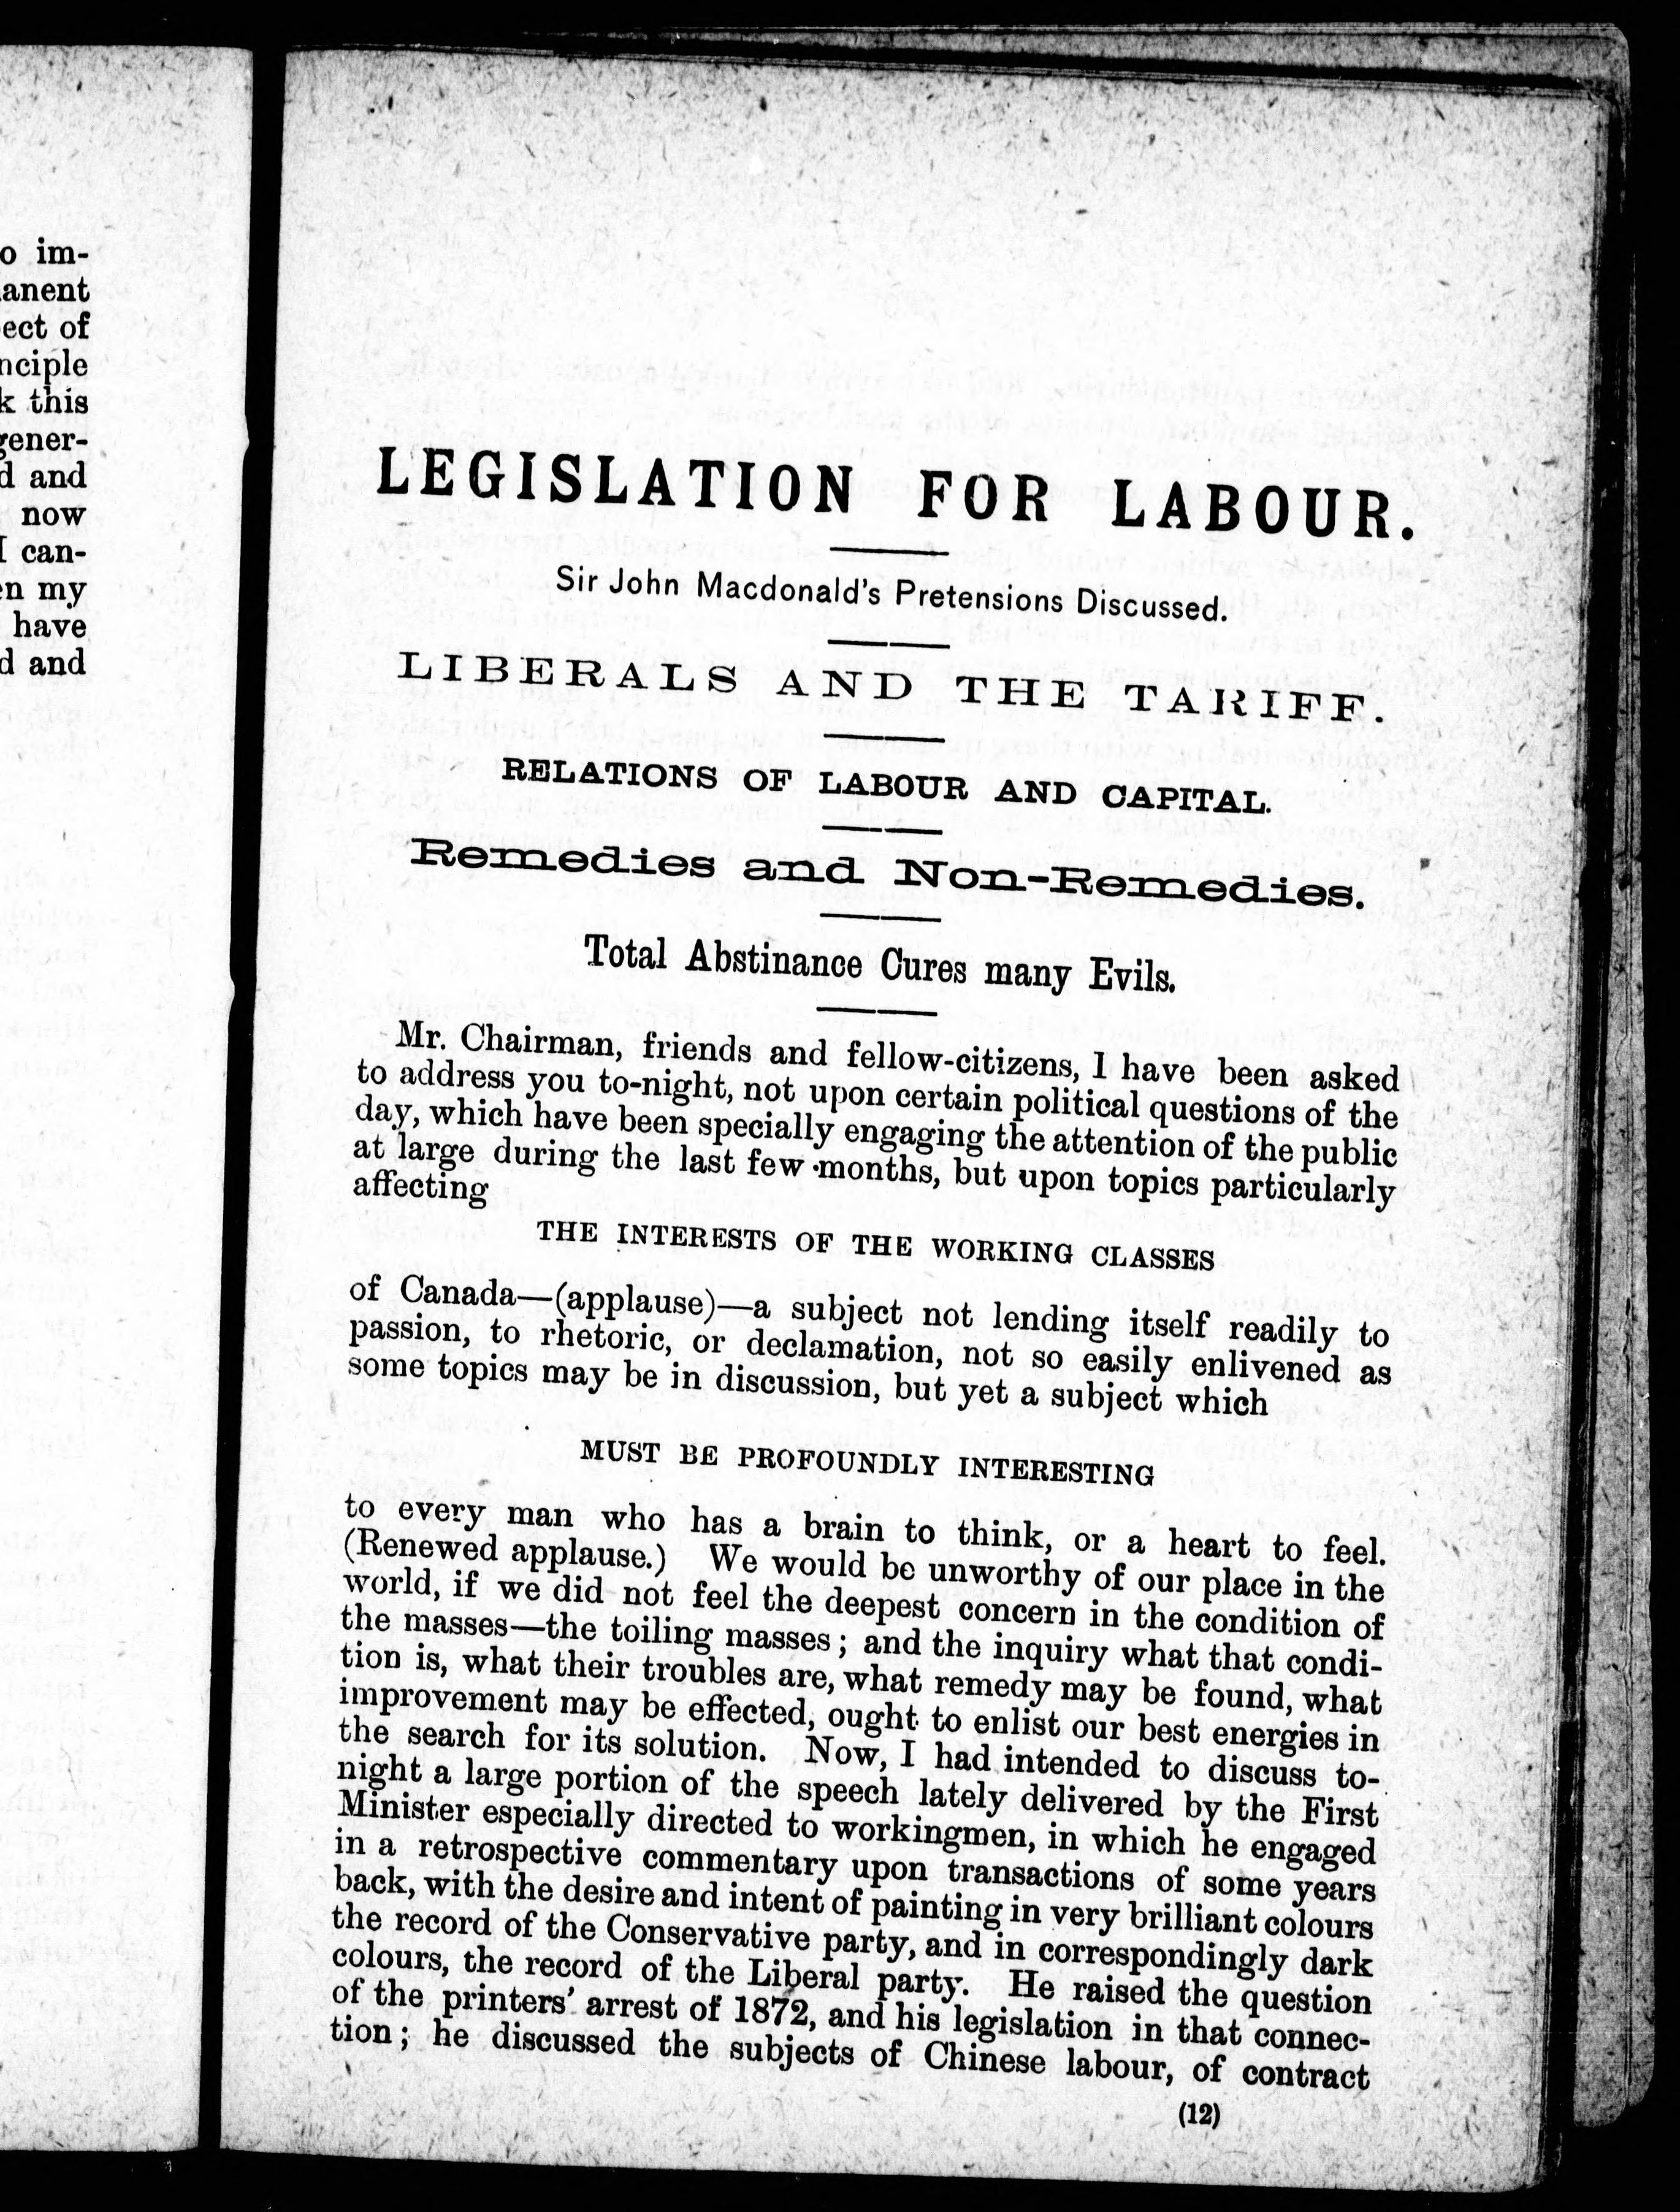 o im-
anent
ect of
nciple
k this
gener-
d and
now
I can-
en my
have
d and
LEGISLATION FOR LABOUR.
Sir John Macdonald's Pretensions Discussed.
LIBERALS AND THE TARIFF.
RELATIONS OF LABOUR AND CAPITAL.
Remedies and Non-Remedies.
Total Abstinance Cures many Evils.
Mr. Chairman, friends and fellow-citizens, I have been asked
to address you to-night, not upon certain political questions of the
day, which have been specially engaging the attention of the public
at large during the last few months, but upon topics particularly
affecting
THE INTERESTS OF THE WORKING CLASSES
of Canada—(applause)—a subject not lending itself readily to
passion, to rhetoric, or declamation, not so easily enlivened as
some topics may be in discussion, but yet a subject which
MUST BE PROFOUNDLY INTERESTING
to every man who has a brain to think, or a heart to feel.
(Renewed applause.) We would be unworthy of our place in the
world, if we did not feel the deepest concern in the condition of
the masses—the toiling masses; and the inquiry what that condi-
tion is, what their troubles are, what remedy may be found, what
improvement may be effected, ought to enlist our best energies in
the search for its solution. Now, I had intended to discuss to-
night a large portion of the speech lately delivered by the First
Minister especially directed to workingmen, in which he engaged
in a retrospective commentary upon transactions of some years
back, with the desire and intent of painting in very brilliant colours
the record of the Conservative party, and in correspondingly dark
colours, the record of the Liberal party. He raised the question
of the printers' arrest of 1872, and his legislation in that connec-
tion; he discussed the subjects of Chinese labour, of contract
(12)